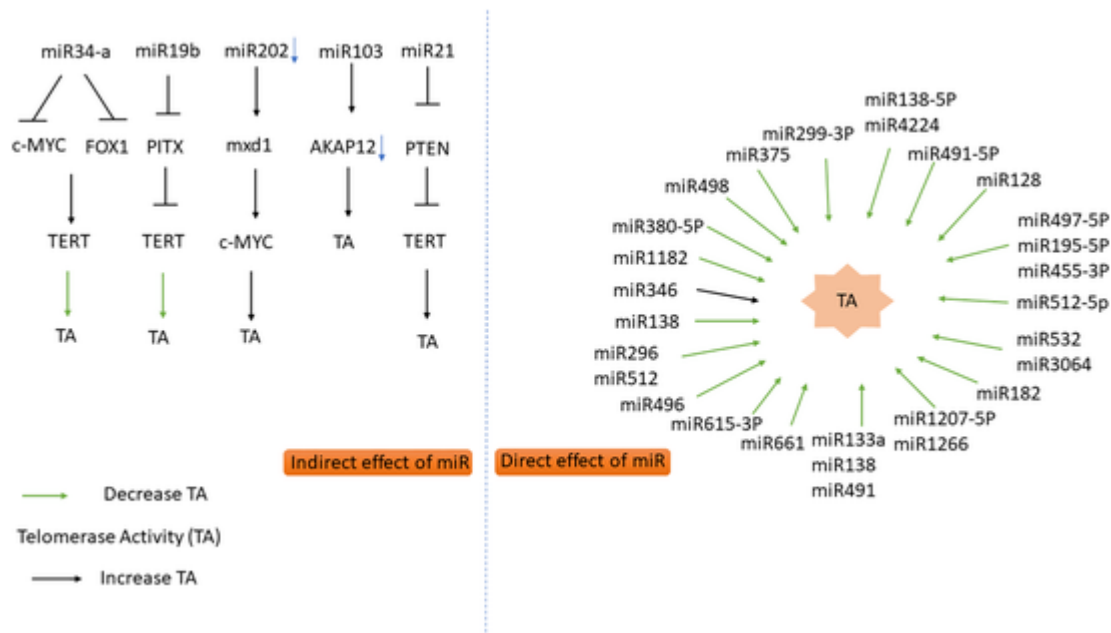 miR34-a miR19b miR202 miR103 miR21
c-MYC FOX1 PITX mxd1 AKAP12 PTEN
TERT TERT c-MYC TA TERT
TA TA TA TA
Indirect effect of miR
Decrease TA
Telomerase Activity (TA)
Increase TA
miR138-5P
miR4224
miR299-3P
miR375
miR491-5P
miR498
miR128
miR380-5P
miR497-5P
miR195-5P
miR455-3P
miR1182
miR346
TA
miR512-5p
miR138
miR532
miR3064
miR296
miR512
miR182
miR496
miR615-3P
miR1207-5P
miR1266
miR661
miR133a
miR138
miR491
Direct effect of miR